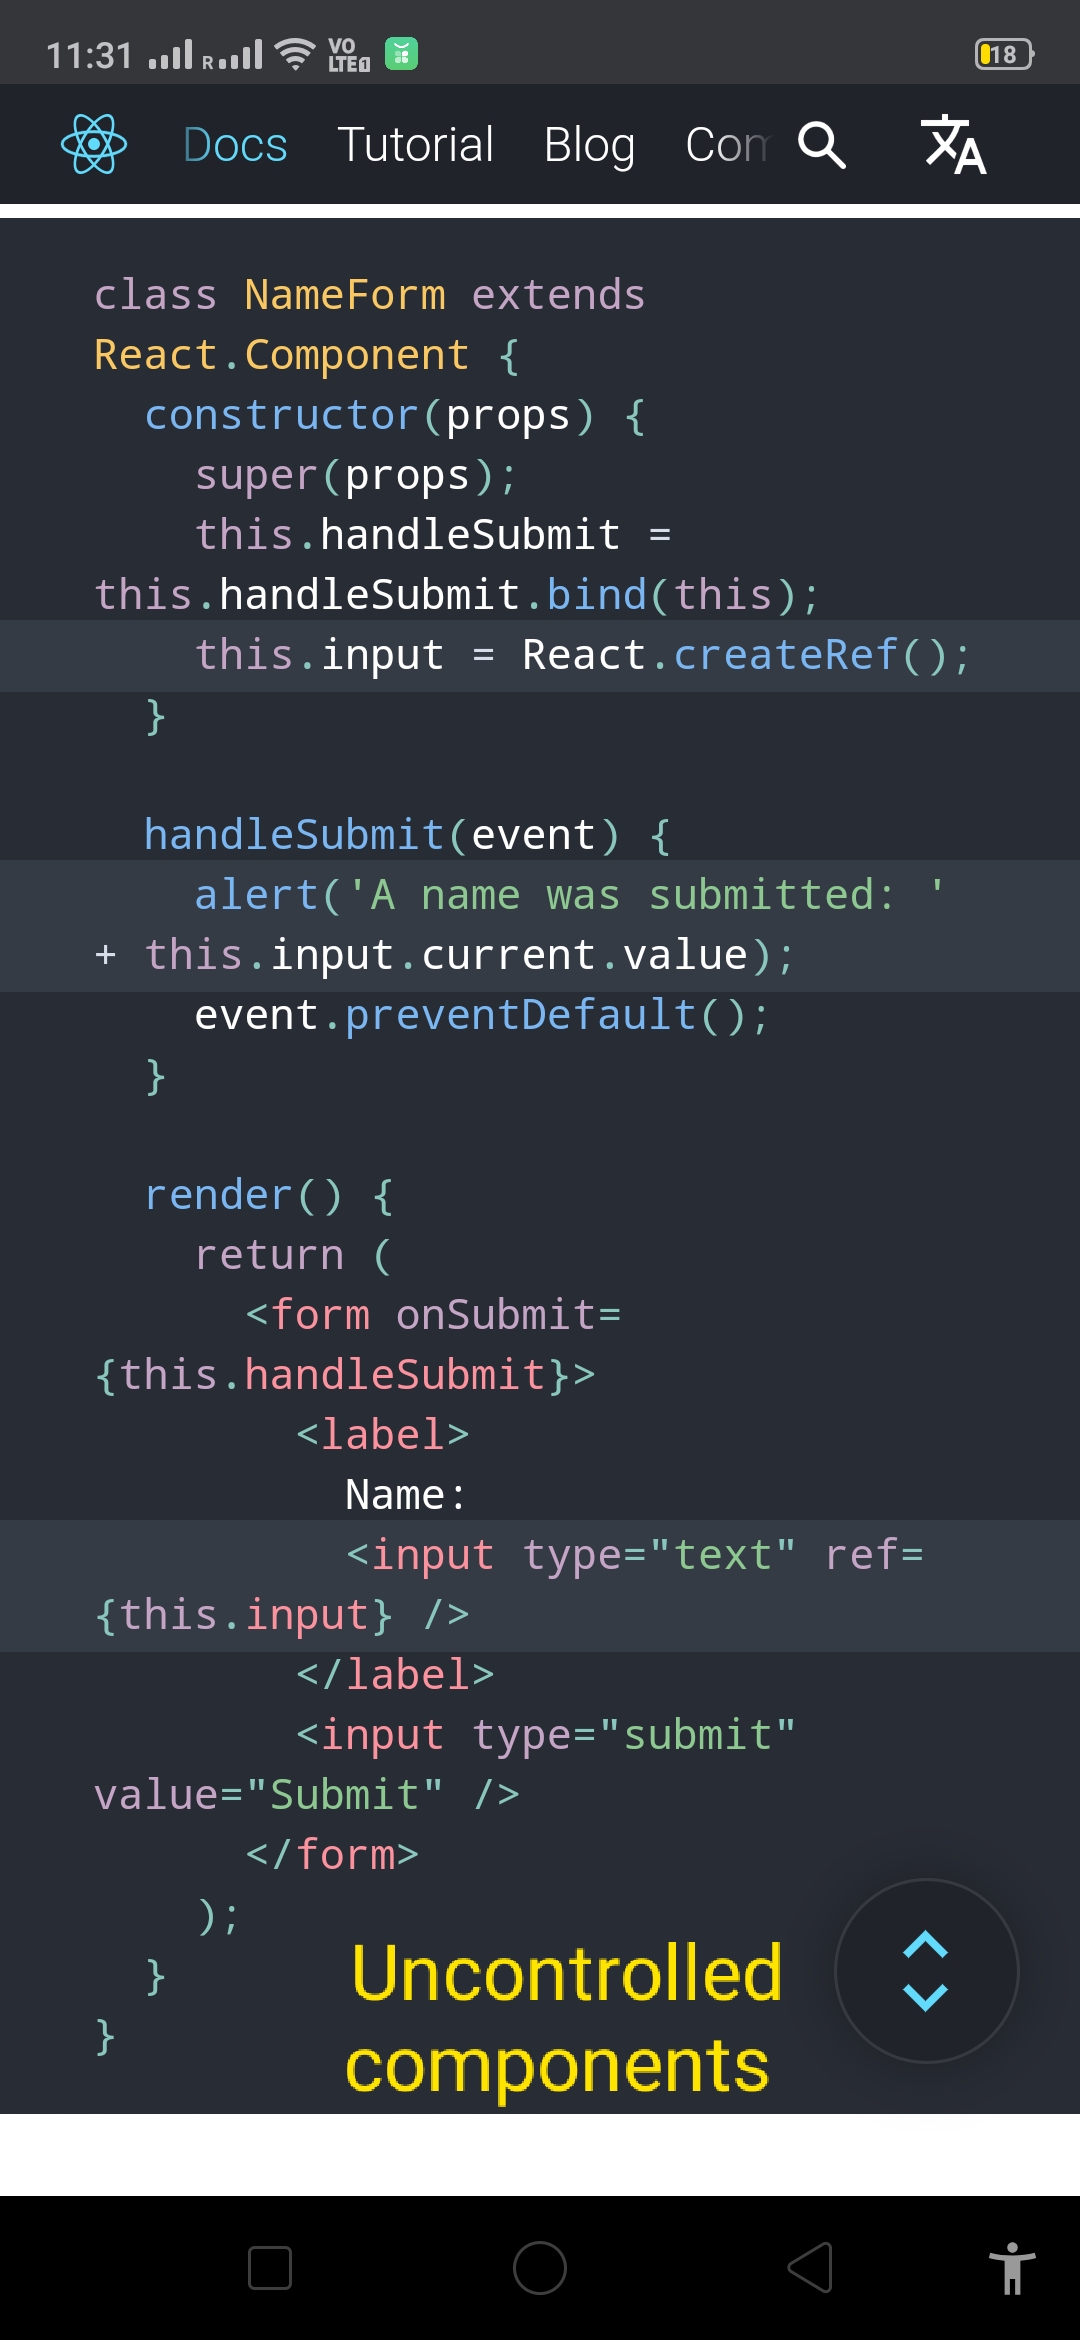 11:31 R VO LTE 1 18
Docs Tutorial Blog Com
class NameForm extends
React.Component {
  constructor(props) {
    super(props);
    this.handleSubmit =
this.handleSubmit.bind(this);
    this.input = React.createRef();
  }

  handleSubmit(event) {
    alert('A name was submitted: '
+ this.input.current.value);
    event.preventDefault();
  }

  render() {
    return (
      <form onSubmit=
{this.handleSubmit}>
        <label>
          Name:
          <input type="text" ref=
{this.input} />
        </label>
        <input type="submit"
value="Submit" />
      </form>
    );
  }
}
Uncontrolled
components